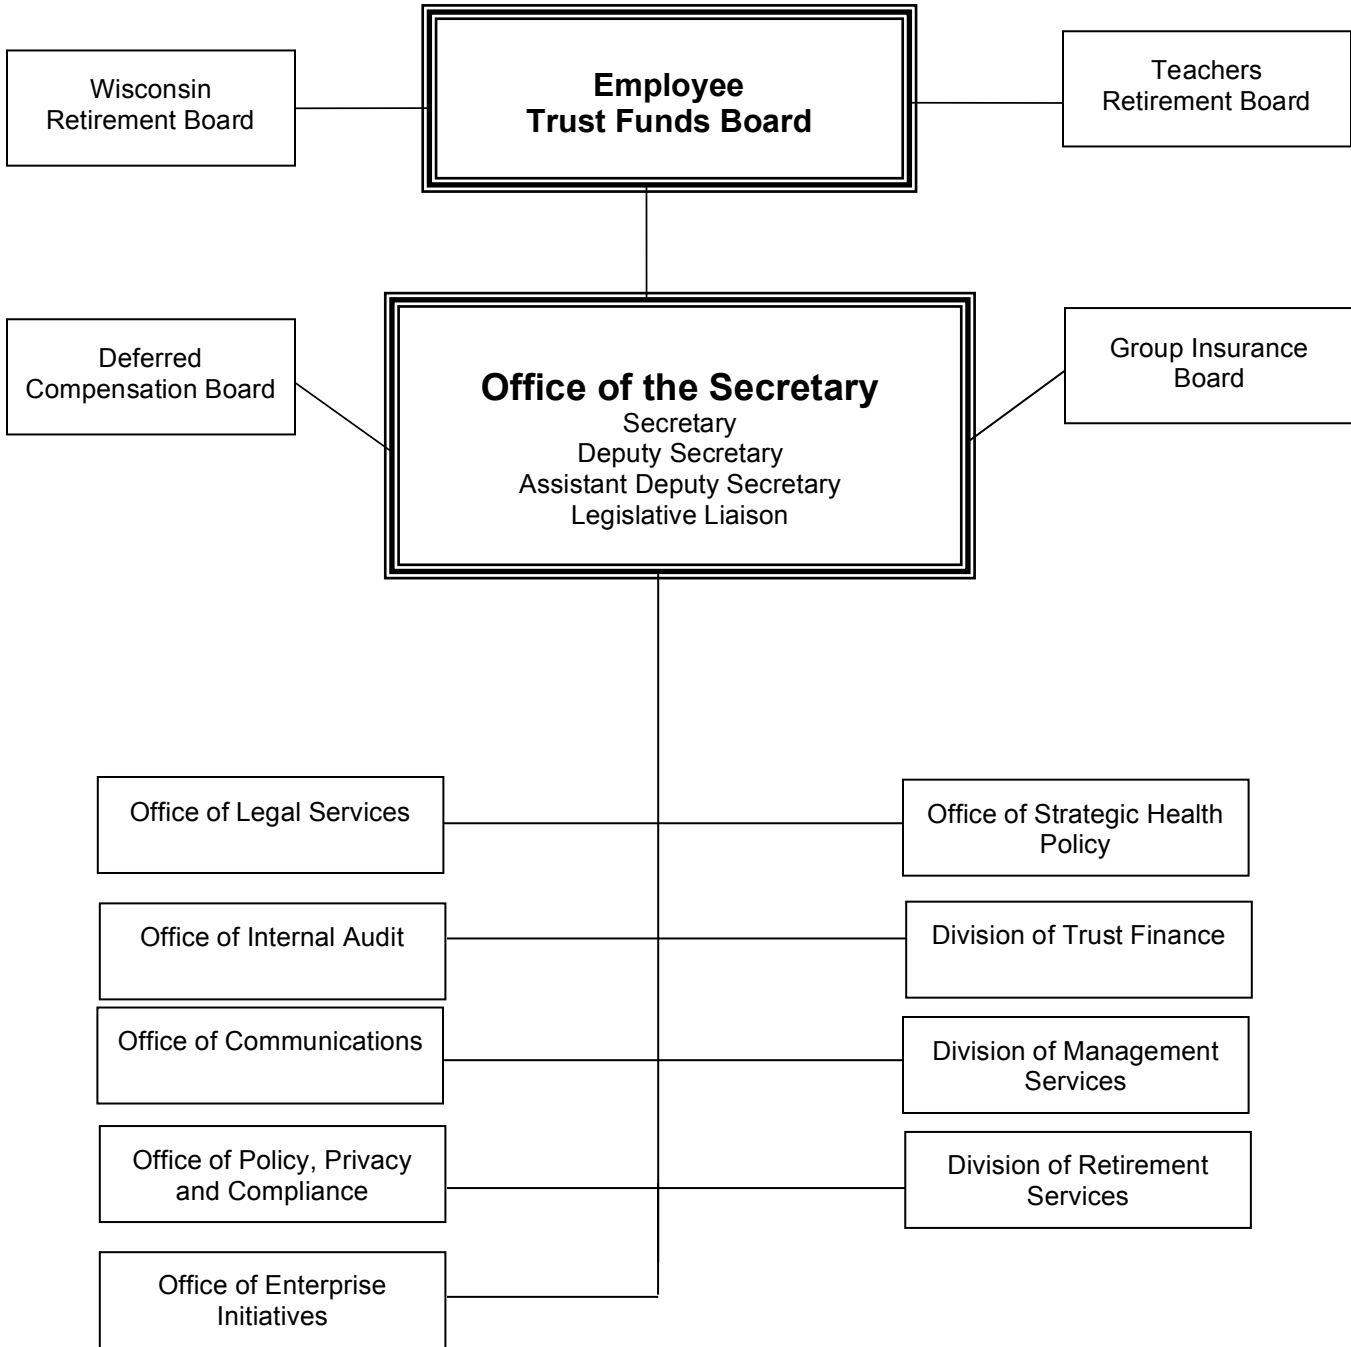 Wisconsin
Retirement Board
Employee
Trust Funds Board
Teachers
Retirement Board
Deferred
Compensation Board
Office of the Secretary
Secretary
Deputy Secretary
Assistant Deputy Secretary
Legislative Liaison
Group Insurance
Board
Office of Legal Services
Office of Strategic Health
Policy
Office of Internal Audit
Division of Trust Finance
Office of Communications
Division of Management
Services
Office of Policy, Privacy
and Compliance
Division of Retirement
Services
Office of Enterprise
Initiatives